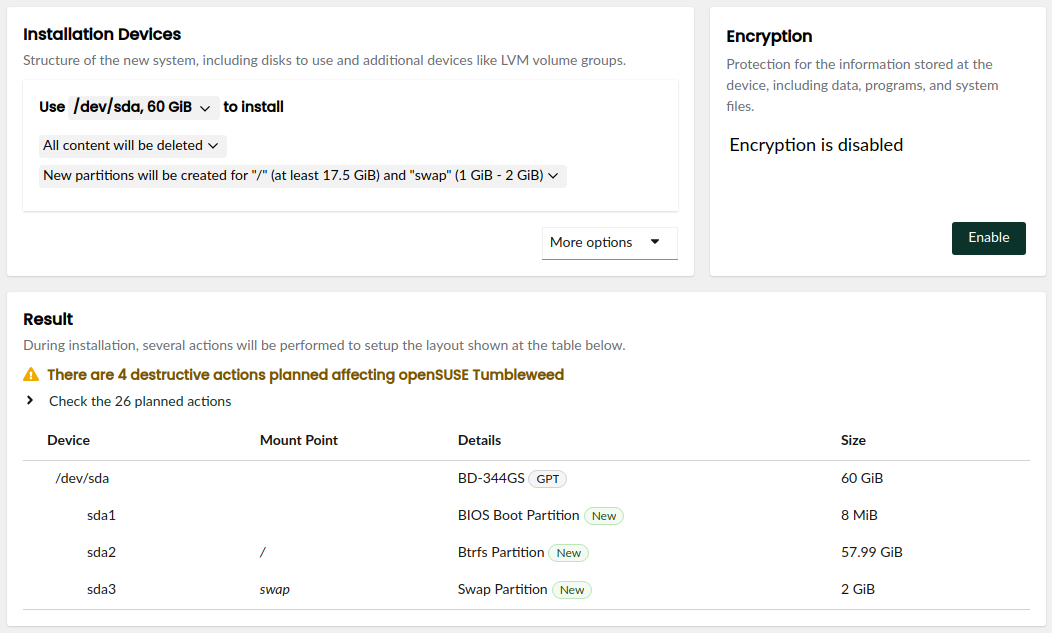 Installation Devices
Structure of the new system, including disks to use and additional devices like LVM volume groups.
Use /dev/sda, 60 GiB to install
All content will be deleted
New partitions will be created for "/" (at least 17.5 GiB) and "swap" (1 GiB - 2 GiB)
More options
Encryption
Protection for the information stored at the
device, including data, programs, and system
files.
Encryption is disabled
Enable
Result
During installation, several actions will be performed to setup the layout shown at the table below.
There are 4 destructive actions planned affecting openSUSE Tumbleweed
Check the 26 planned actions
Device Mount Point Details Size
/dev/sda BD-344GS GPT 60 GiB
sda1 BIOS Boot Partition New 8 MiB
sda2 / Btrfs Partition New 57.99 GiB
sda3 swap Swap Partition New 2 GiB